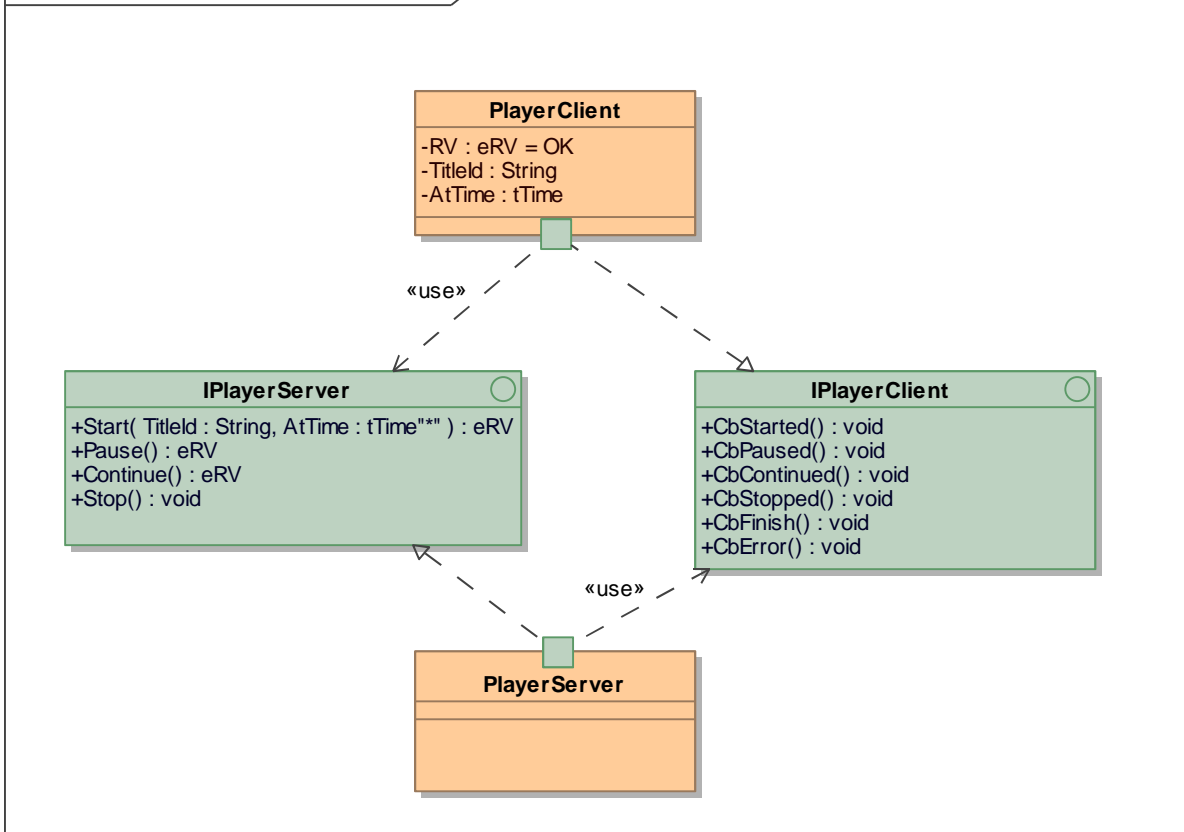 PlayerClient
-RV : eRV = OK
-TitleId : String
-AtTime : tTime
«use»
IPlayerServer
+Start( TitleId : String, AtTime : tTime"*" ) : eRV
+Pause() : eRV
+Continue() : eRV
+Stop() : void
IPlayerClient
+CbStarted() : void
+CbPaused() : void
+CbContinued() : void
+CbStopped() : void
+CbFinish() : void
+CbError() : void
«use»
PlayerServer